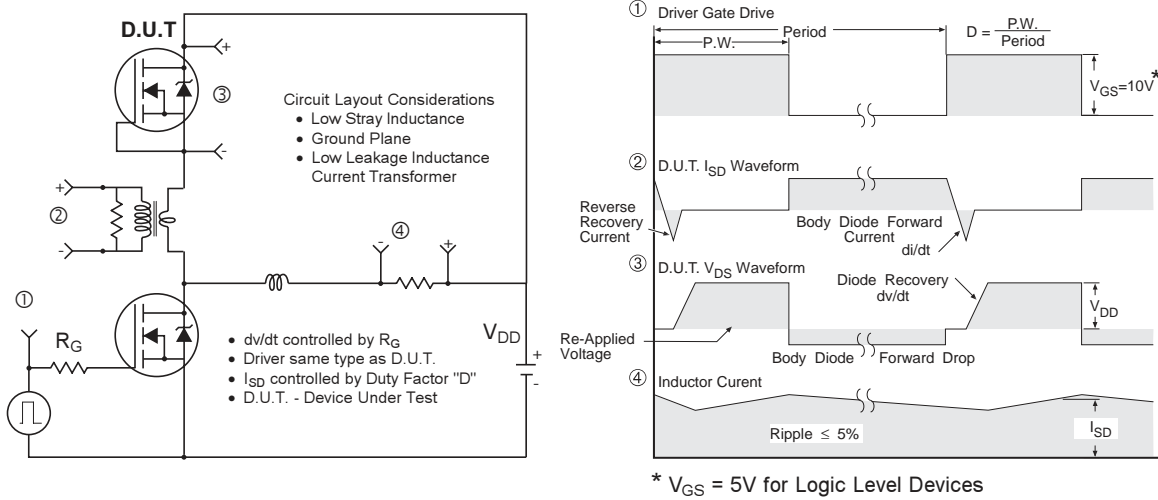 D.U.T
+
③
-
Circuit Layout Considerations
• Low Stray Inductance
• Ground Plane
• Low Leakage Inductance
Current Transformer
+
②
-
④
-
+
①
R_G
V_DD
+
-
• dv/dt controlled by R_G
• Driver same type as D.U.T.
• I_SD controlled by Duty Factor "D"
• D.U.T. - Device Under Test
① Driver Gate Drive
Period
P.W.
D = P.W. / Period
V_GS=10V*
② D.U.T. I_SD Waveform
Reverse
Recovery
Current
Body Diode Forward
Current
di/dt
③ D.U.T. V_DS Waveform
Diode Recovery
dv/dt
V_DD
Re-Applied
Voltage
Body Diode Forward Drop
④ Inductor Curent
Ripple ≤ 5%
I_SD
* V_GS = 5V for Logic Level Devices